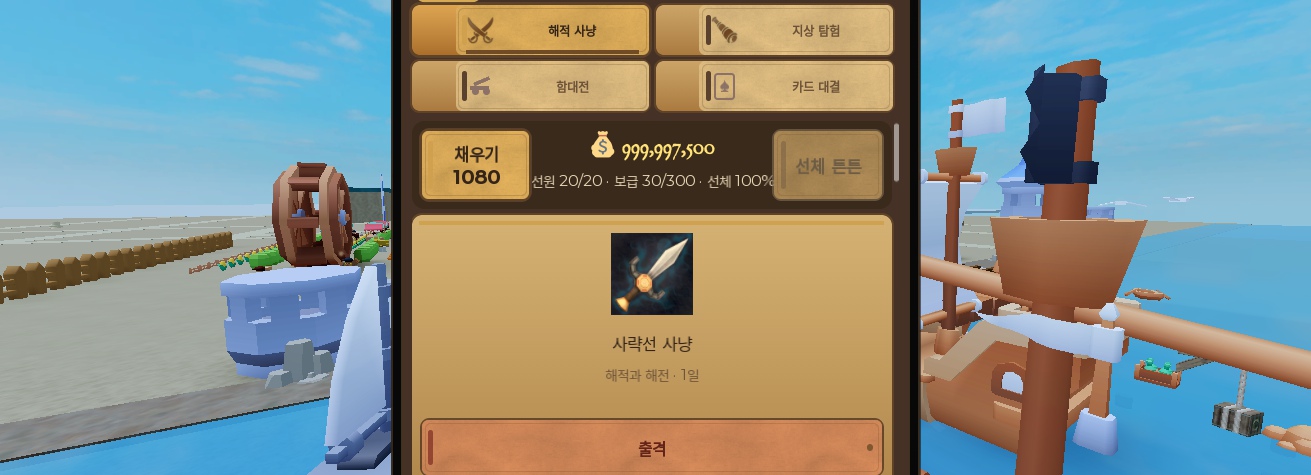 해적 사냥
지상 탐험
함대전
카드 대결
채우기
1080
999,997,500
선원 20/20 · 보급 30/300 · 선체 100%
선체 튼튼
사략선 사냥
해적과 해전 · 1일
출격